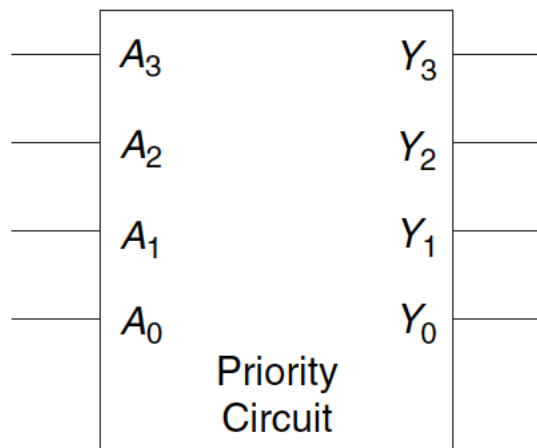 A₃ Y₃
A₂ Y₂
A₁ Y₁
A₀ Y₀
Priority
Circuit